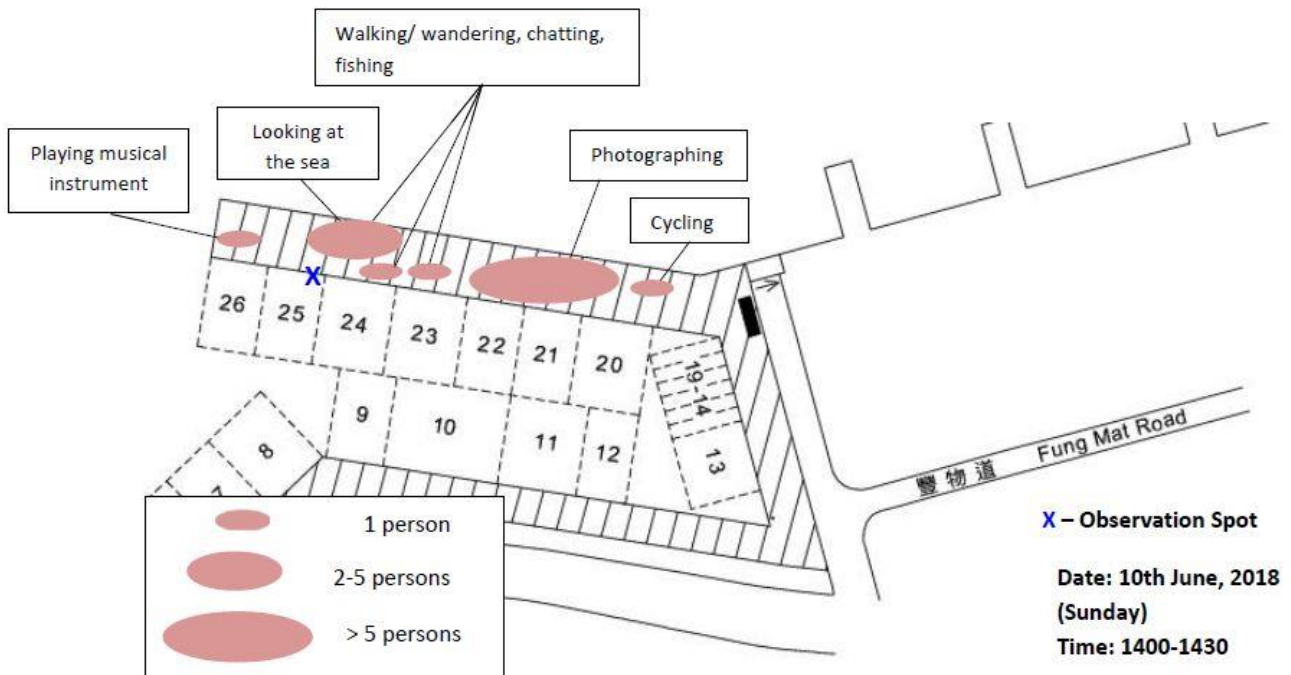 Walking/ wandering, chatting,
fishing
Looking at
the sea
Playing musical
instrument
Photographing
Cycling
26
25
24
23
22
21
20
19-14
13
9
10
11
12
8
7
豐物道 Fung Mat Road
1 person
2-5 persons
> 5 persons
X – Observation Spot
Date: 10th June, 2018
(Sunday)
Time: 1400-1430
X